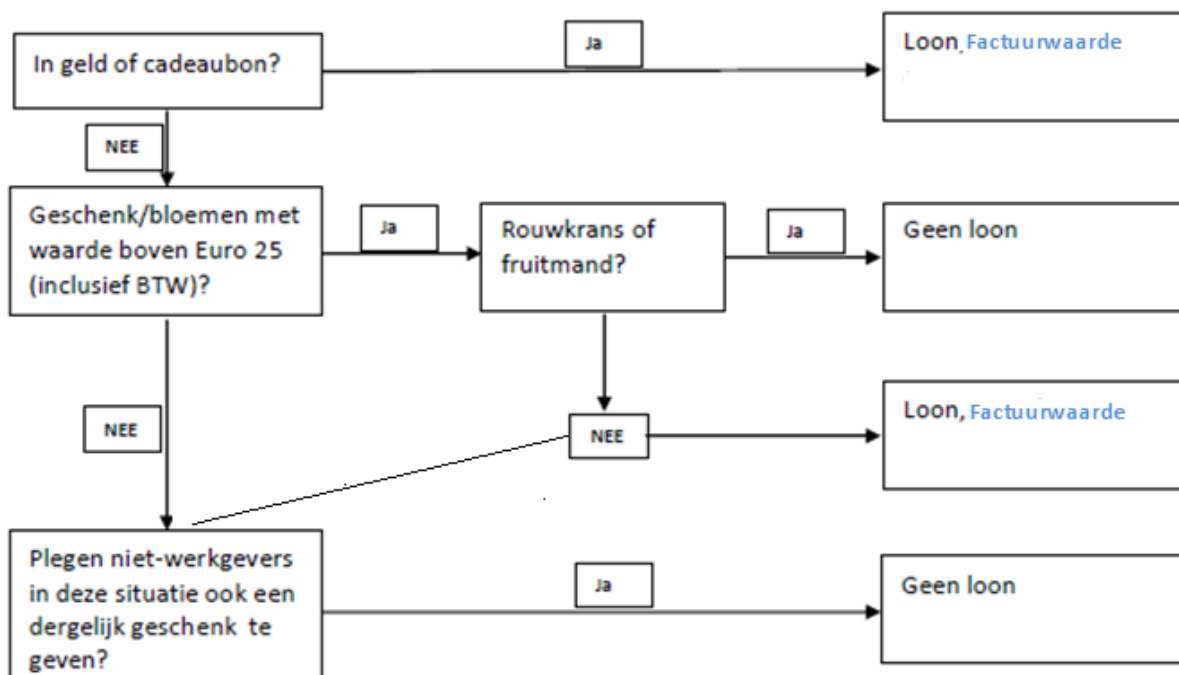 In geld of cadeaubon?
Ja
Loon, Factuurwaarde
NEE
Geschenk/bloemen met
waarde boven Euro 25
(inclusief BTW)?
Ja
Rouwkrans of
fruitmand?
Ja
Geen loon
NEE
NEE
Loon, Factuurwaarde
Plegen niet-werkgevers
in deze situatie ook een
dergelijk geschenk te
geven?
Ja
Geen loon